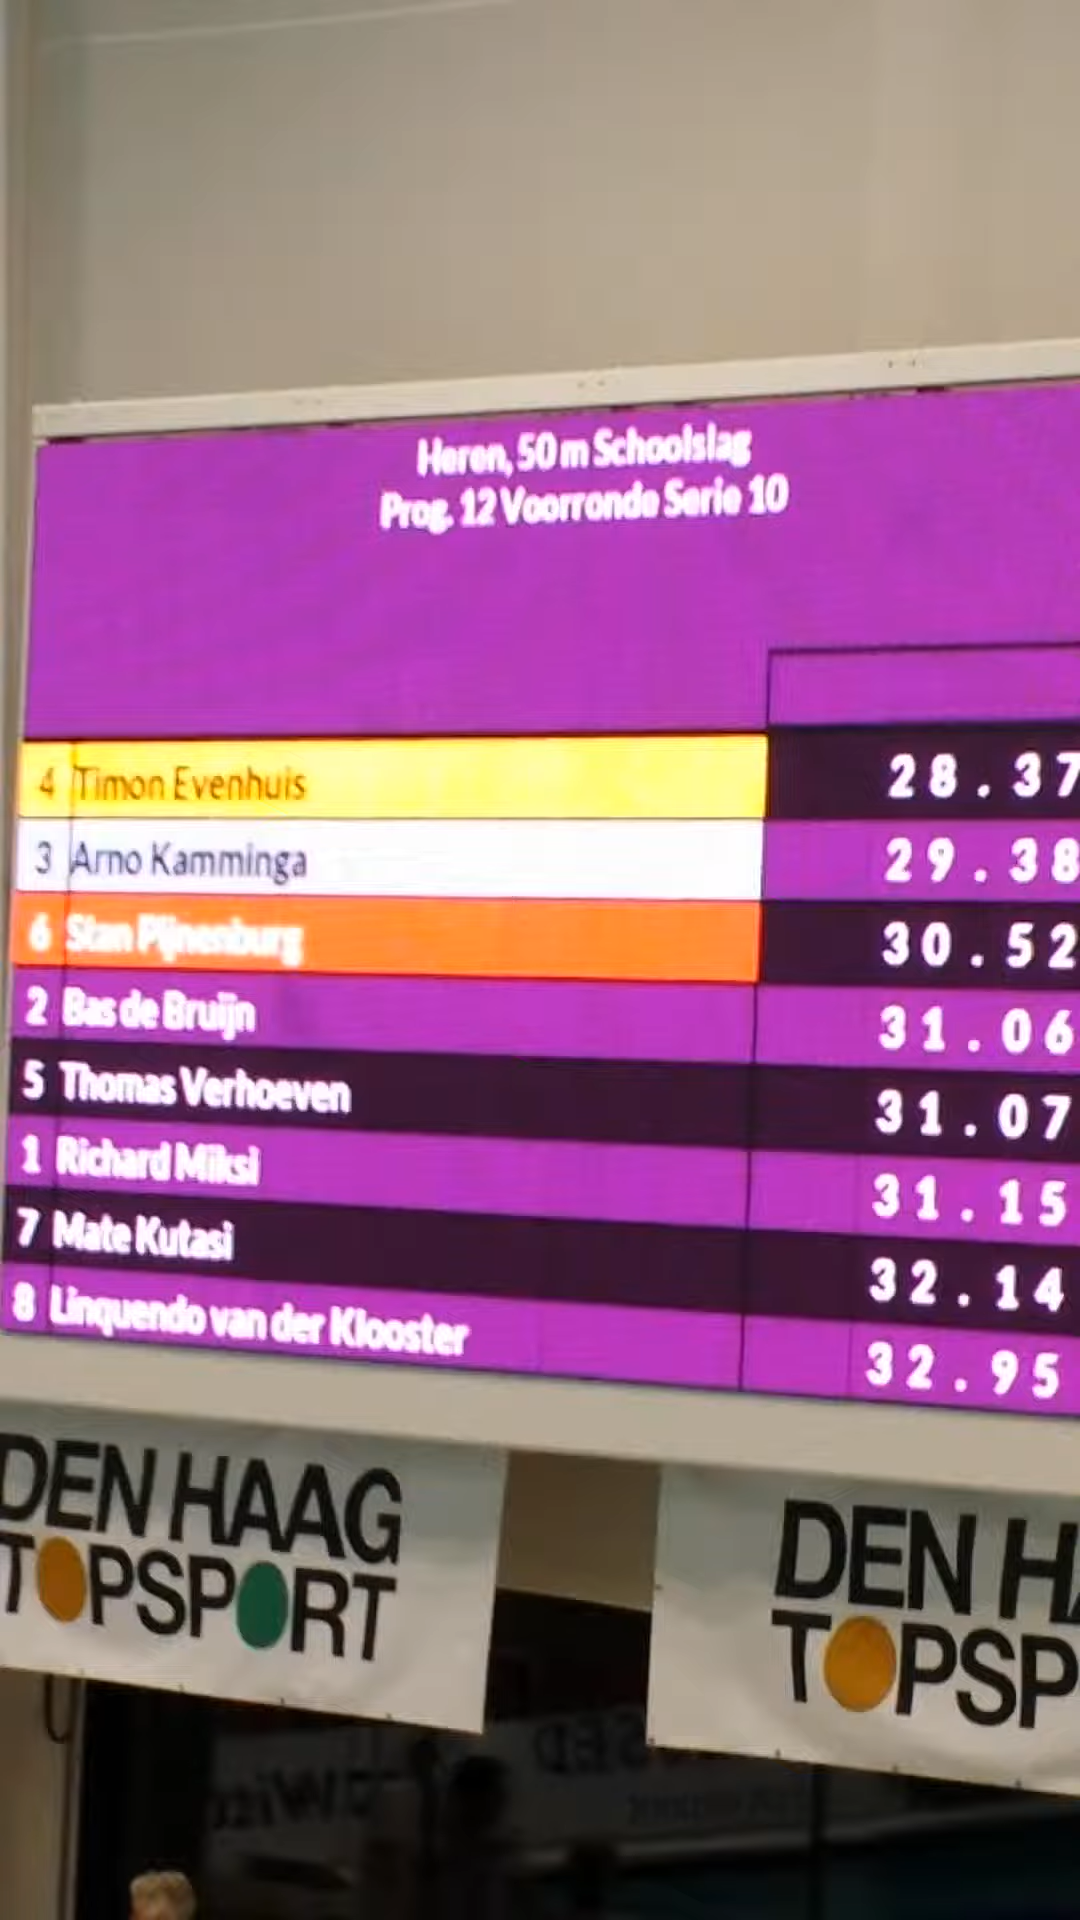 Heren, 50 m Schoolslag
Prog. 12 Voorronde Serie 10
4 Timon Evenhuis 28.37
3 Arno Kamminga 29.38
6 Stan Pijnenburg 30.52
2 Bas de Bruijn 31.06
5 Thomas Verhoeven 31.07
1 Richard Miksi 31.15
7 Mate Kutasi 32.14
8 Linquendo van der Klooster 32.95
DEN HAAG
TOPSPORT
DEN HA
TOPSP